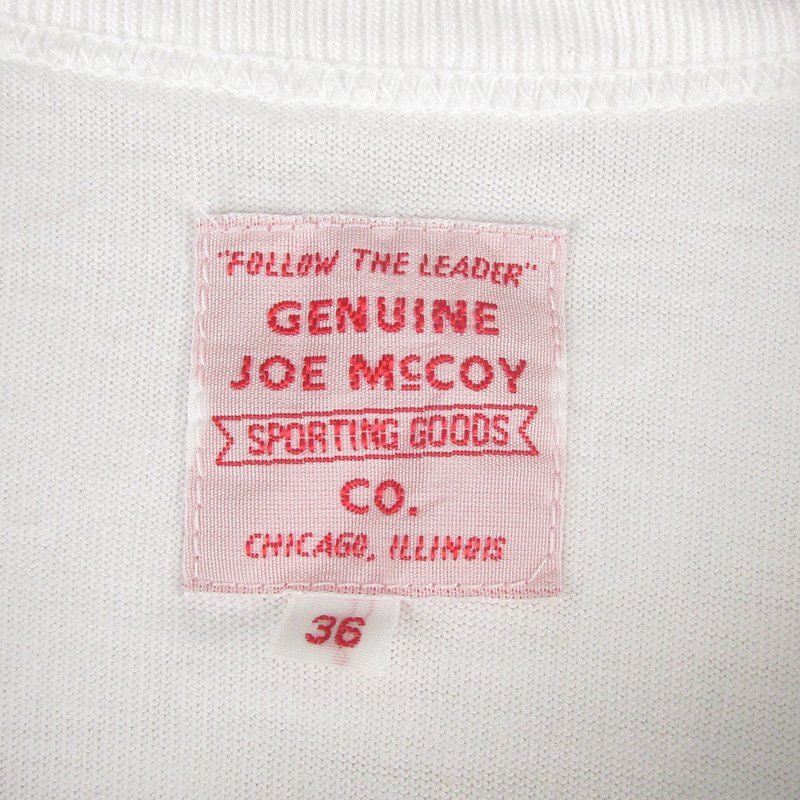 "FOLLOW THE LEADER"
GENUINE
JOE McCOY
SPORTING GOODS
CO.
CHICAGO, ILLINOIS
36